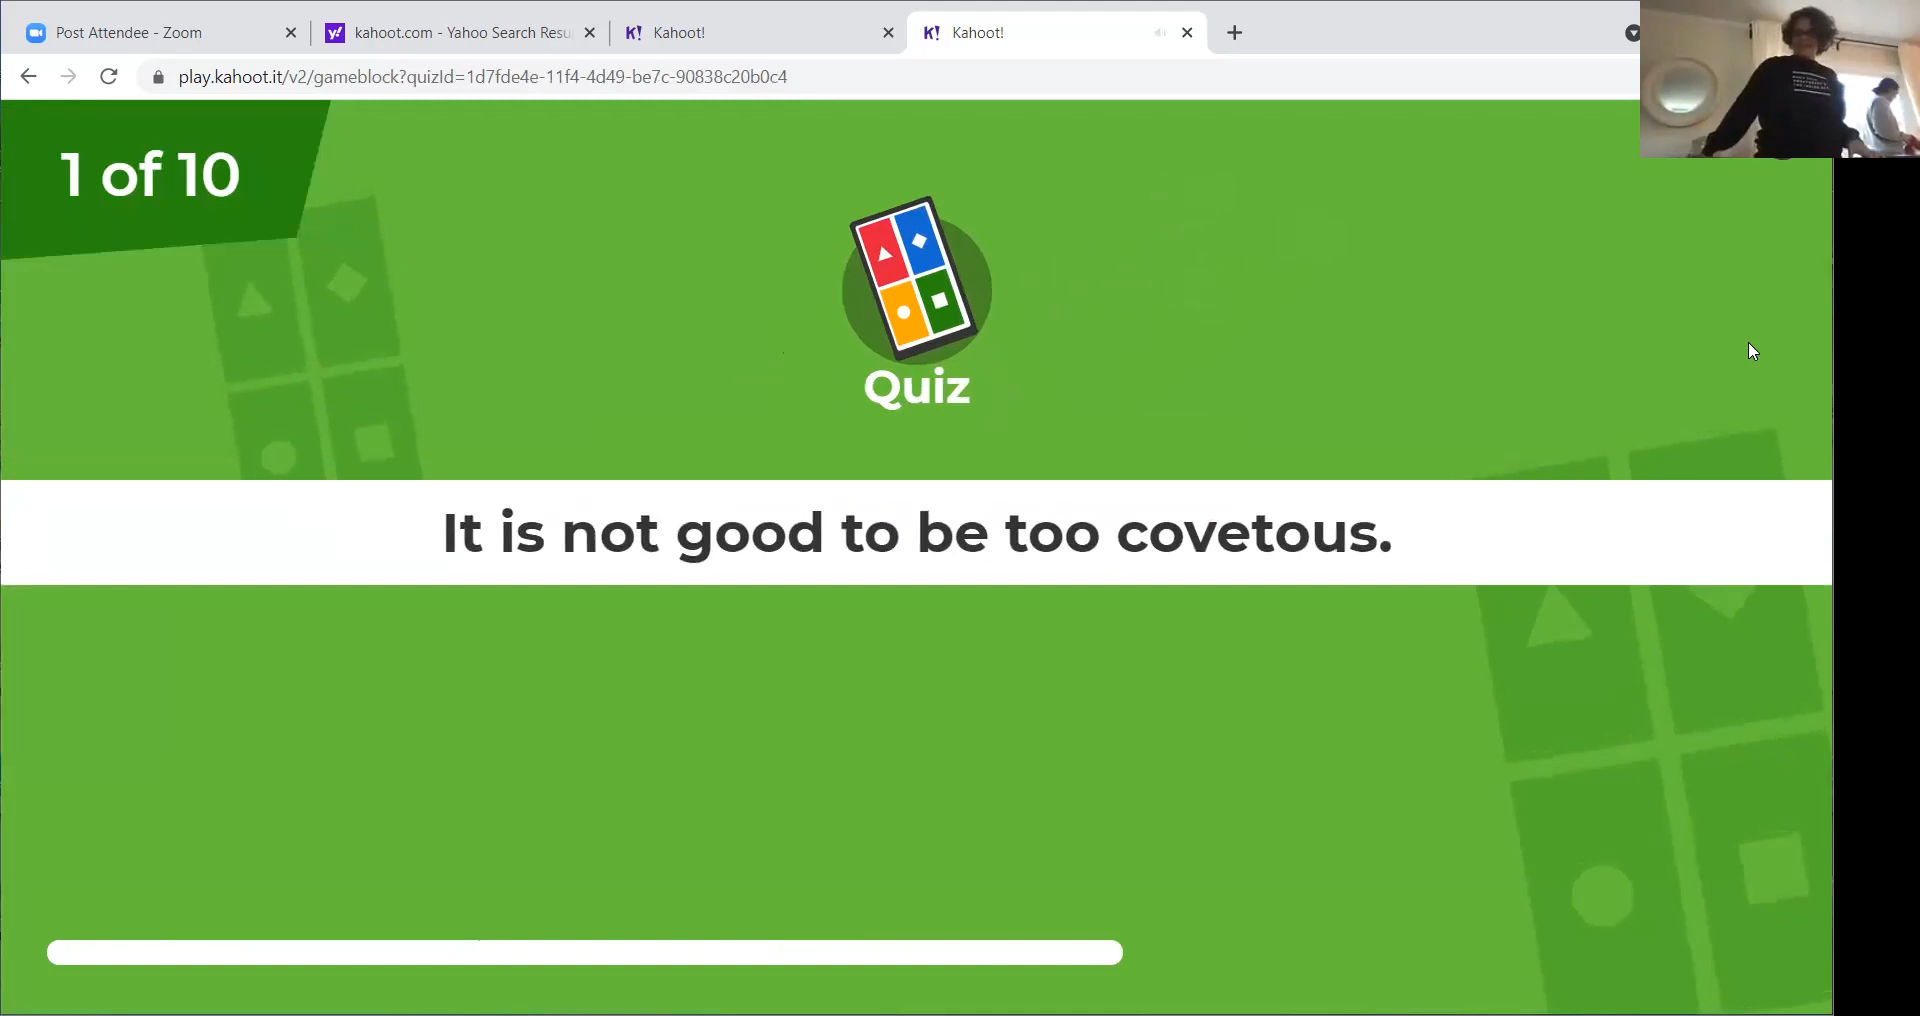 Post Attendee - Zoom
kahoot.com - Yahoo Search Resu
Kahoot!
Kahoot!
play.kahoot.it/v2/gameblock?quizId=1d7fde4e-11f4-4d49-be7c-90838c20b0c4
1 of 10
Quiz
It is not good to be too covetous.